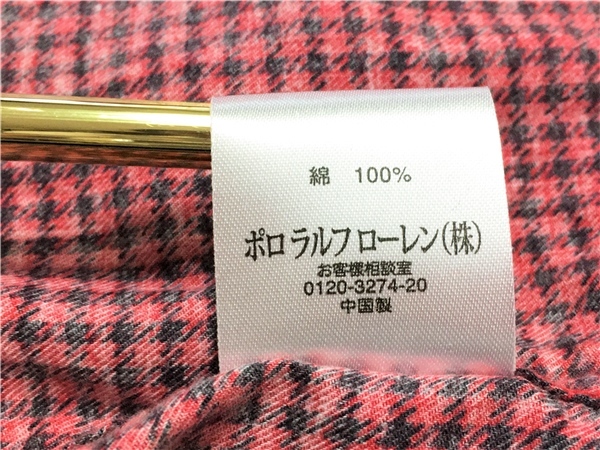 綿 100%
ポロ ラルフ ローレン(株)
お客様相談室
0120-3274-20
中国製